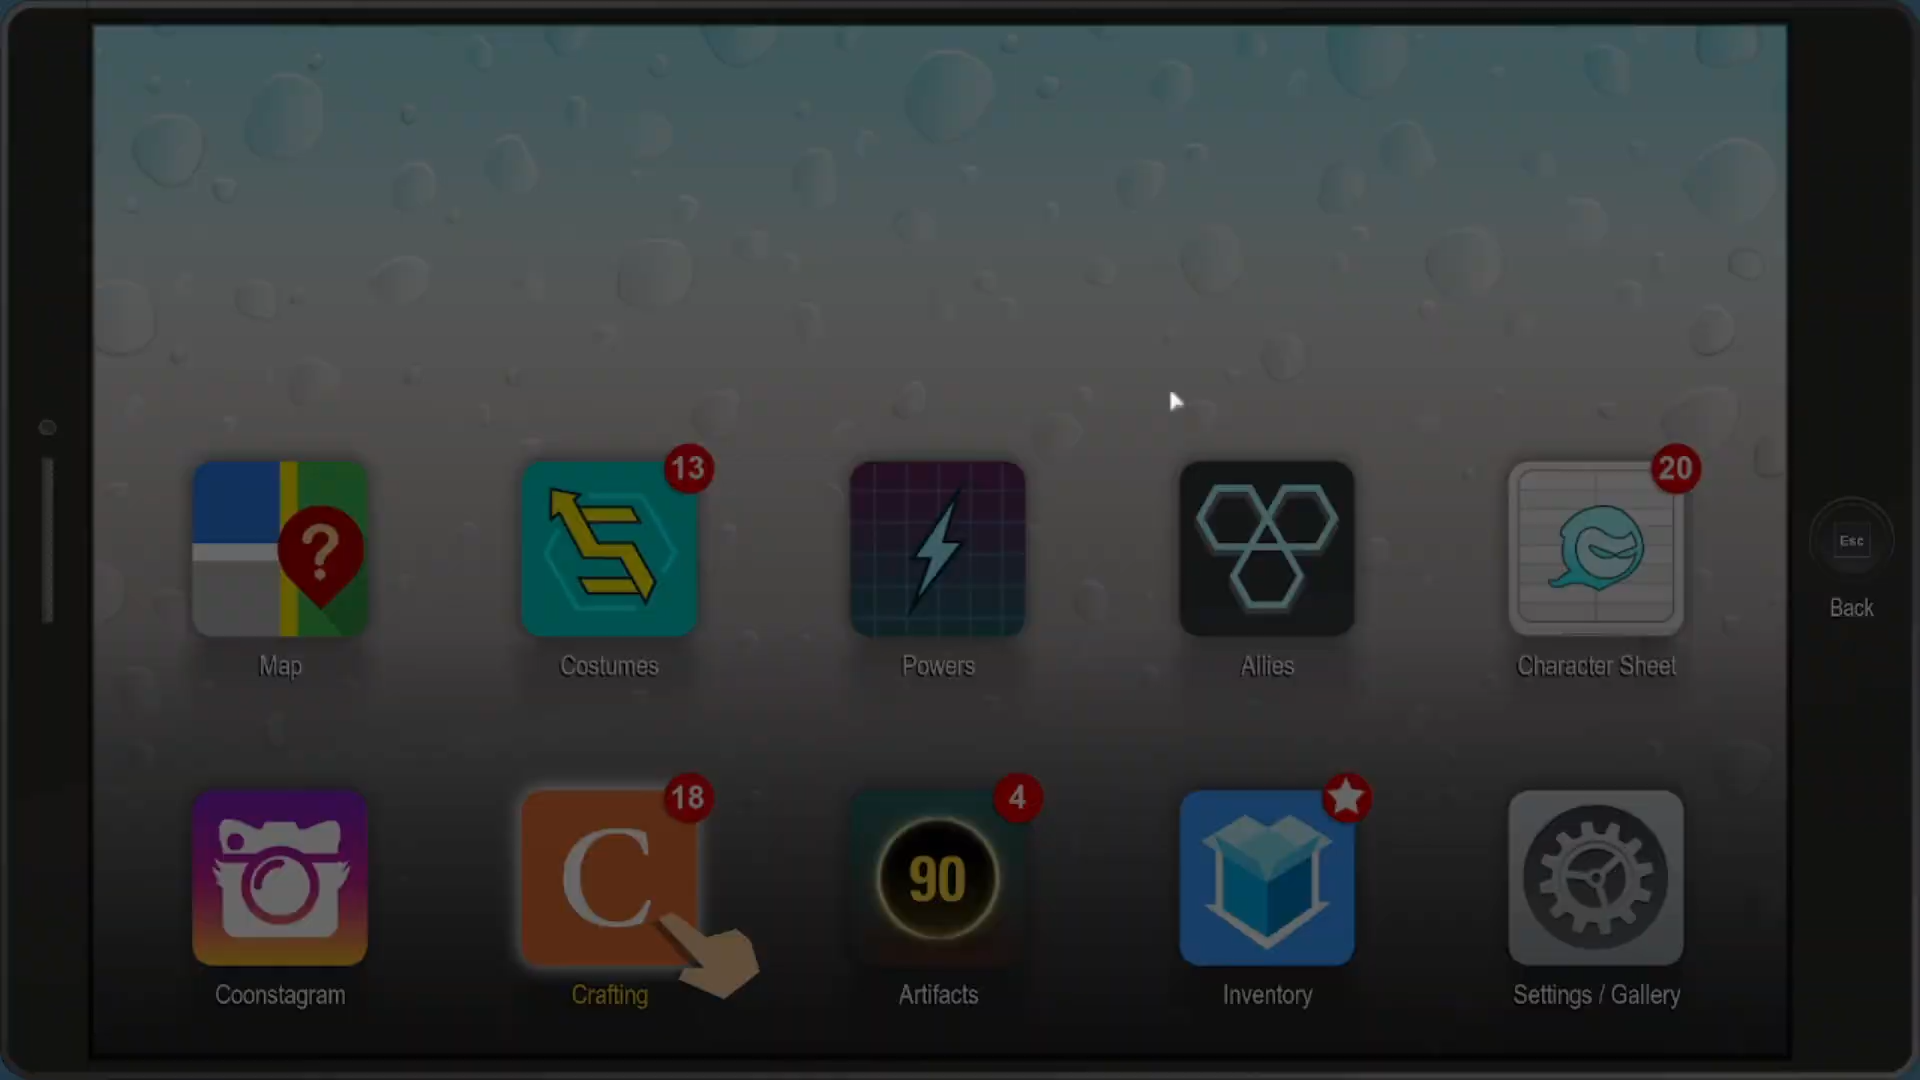 13
20
?
Esc
Back
Map
Costumes
Powers
Allies
Character Sheet
18
4
C
90
Coonstagram
Crafting
Artifacts
Inventory
Settings / Gallery